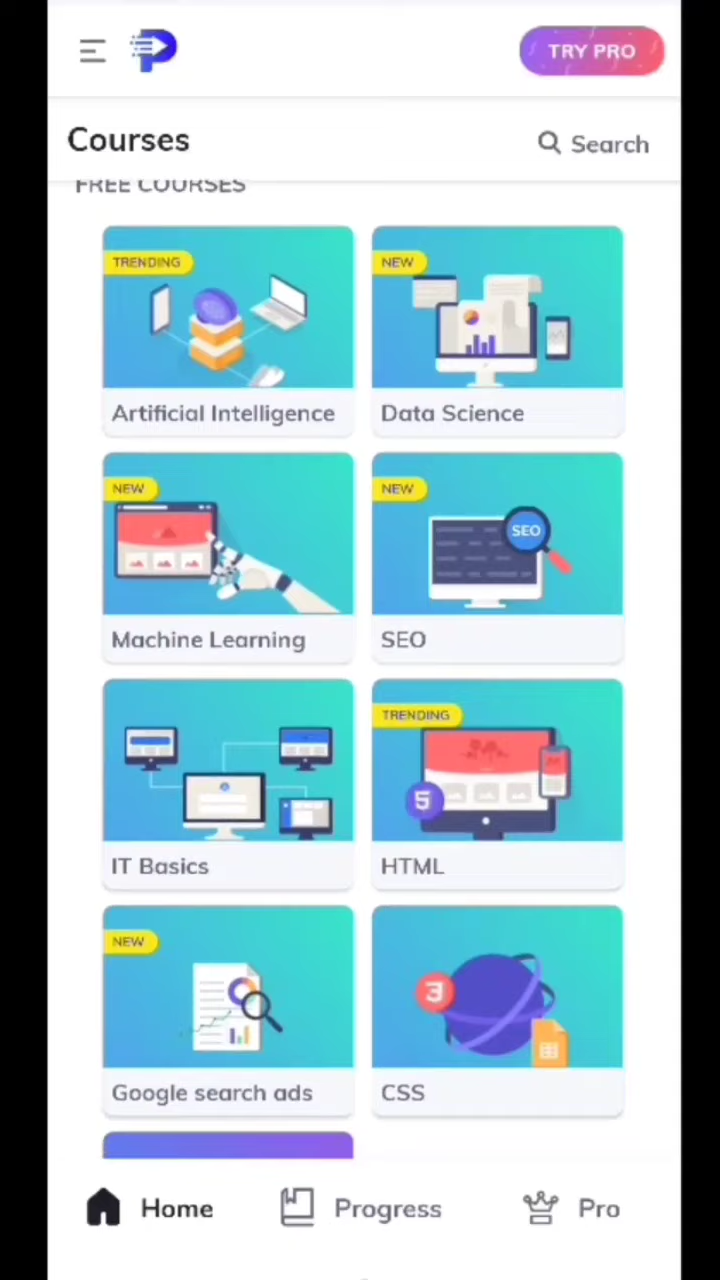 TRY PRO
Courses
Search
FREE COURSES
TRENDING
NEW
Artificial Intelligence
Data Science
NEW
NEW
SEO
Machine Learning
SEO
TRENDING
5
IT Basics
HTML
NEW
3
Google search ads
CSS
Home
Progress
Pro